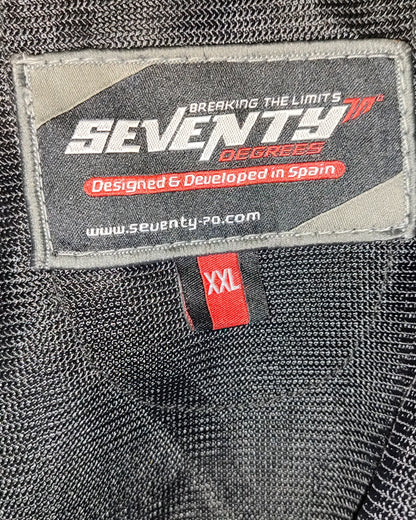 BREAKING THE LIMITS
SEVENTY 70°
DEGREES
Designed & Developed in Spain
www.seventy-70.com
XXL